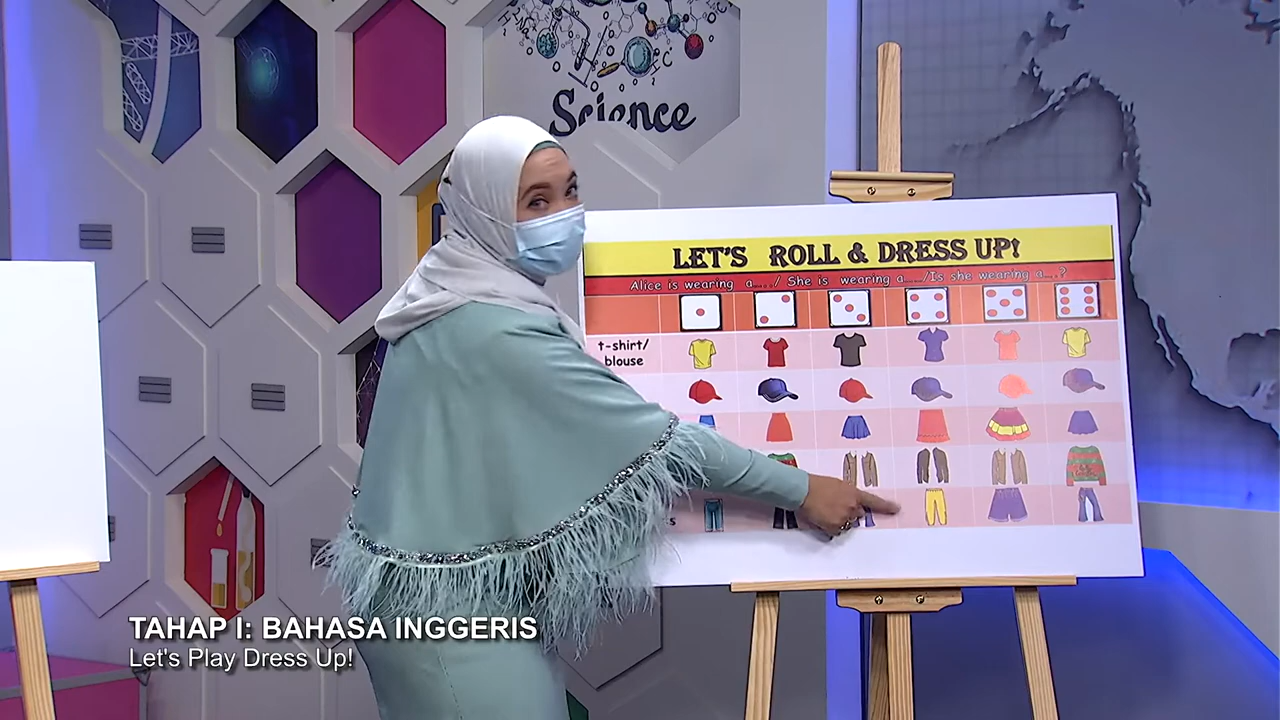 Science
LET'S ROLL & DRESS UP!
Alice is wearing a..../ She is wearing a..../Is she wearing a....?
t-shirt/
blouse
s
TAHAP I: BAHASA INGGERIS
Let's Play Dress Up!